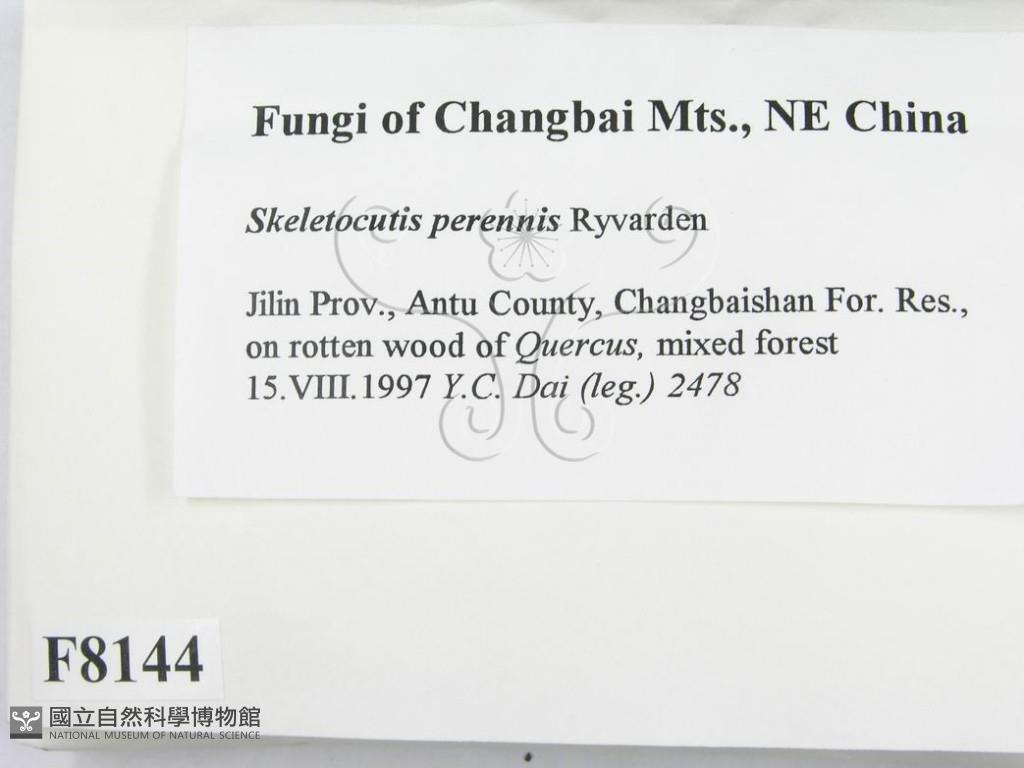 Fungi of Changbai Mts., NE China
Skeletocutis perennis Ryvarden
Jilin Prov., Antu County, Changbaishan For. Res.,
on rotten wood of Quercus, mixed forest
15.VIII.1997 Y.C. Dai (leg.) 2478
F8144
國立自然科學博物館
NATIONAL MUSEUM OF NATURAL SCIENCE